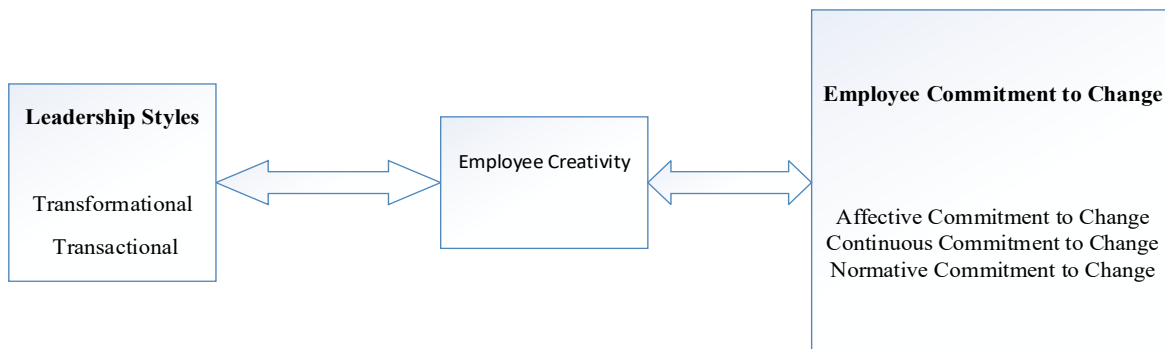 Leadership Styles
Transformational
Transactional
Employee Creativity
Employee Commitment to Change
Affective Commitment to Change
Continuous Commitment to Change
Normative Commitment to Change